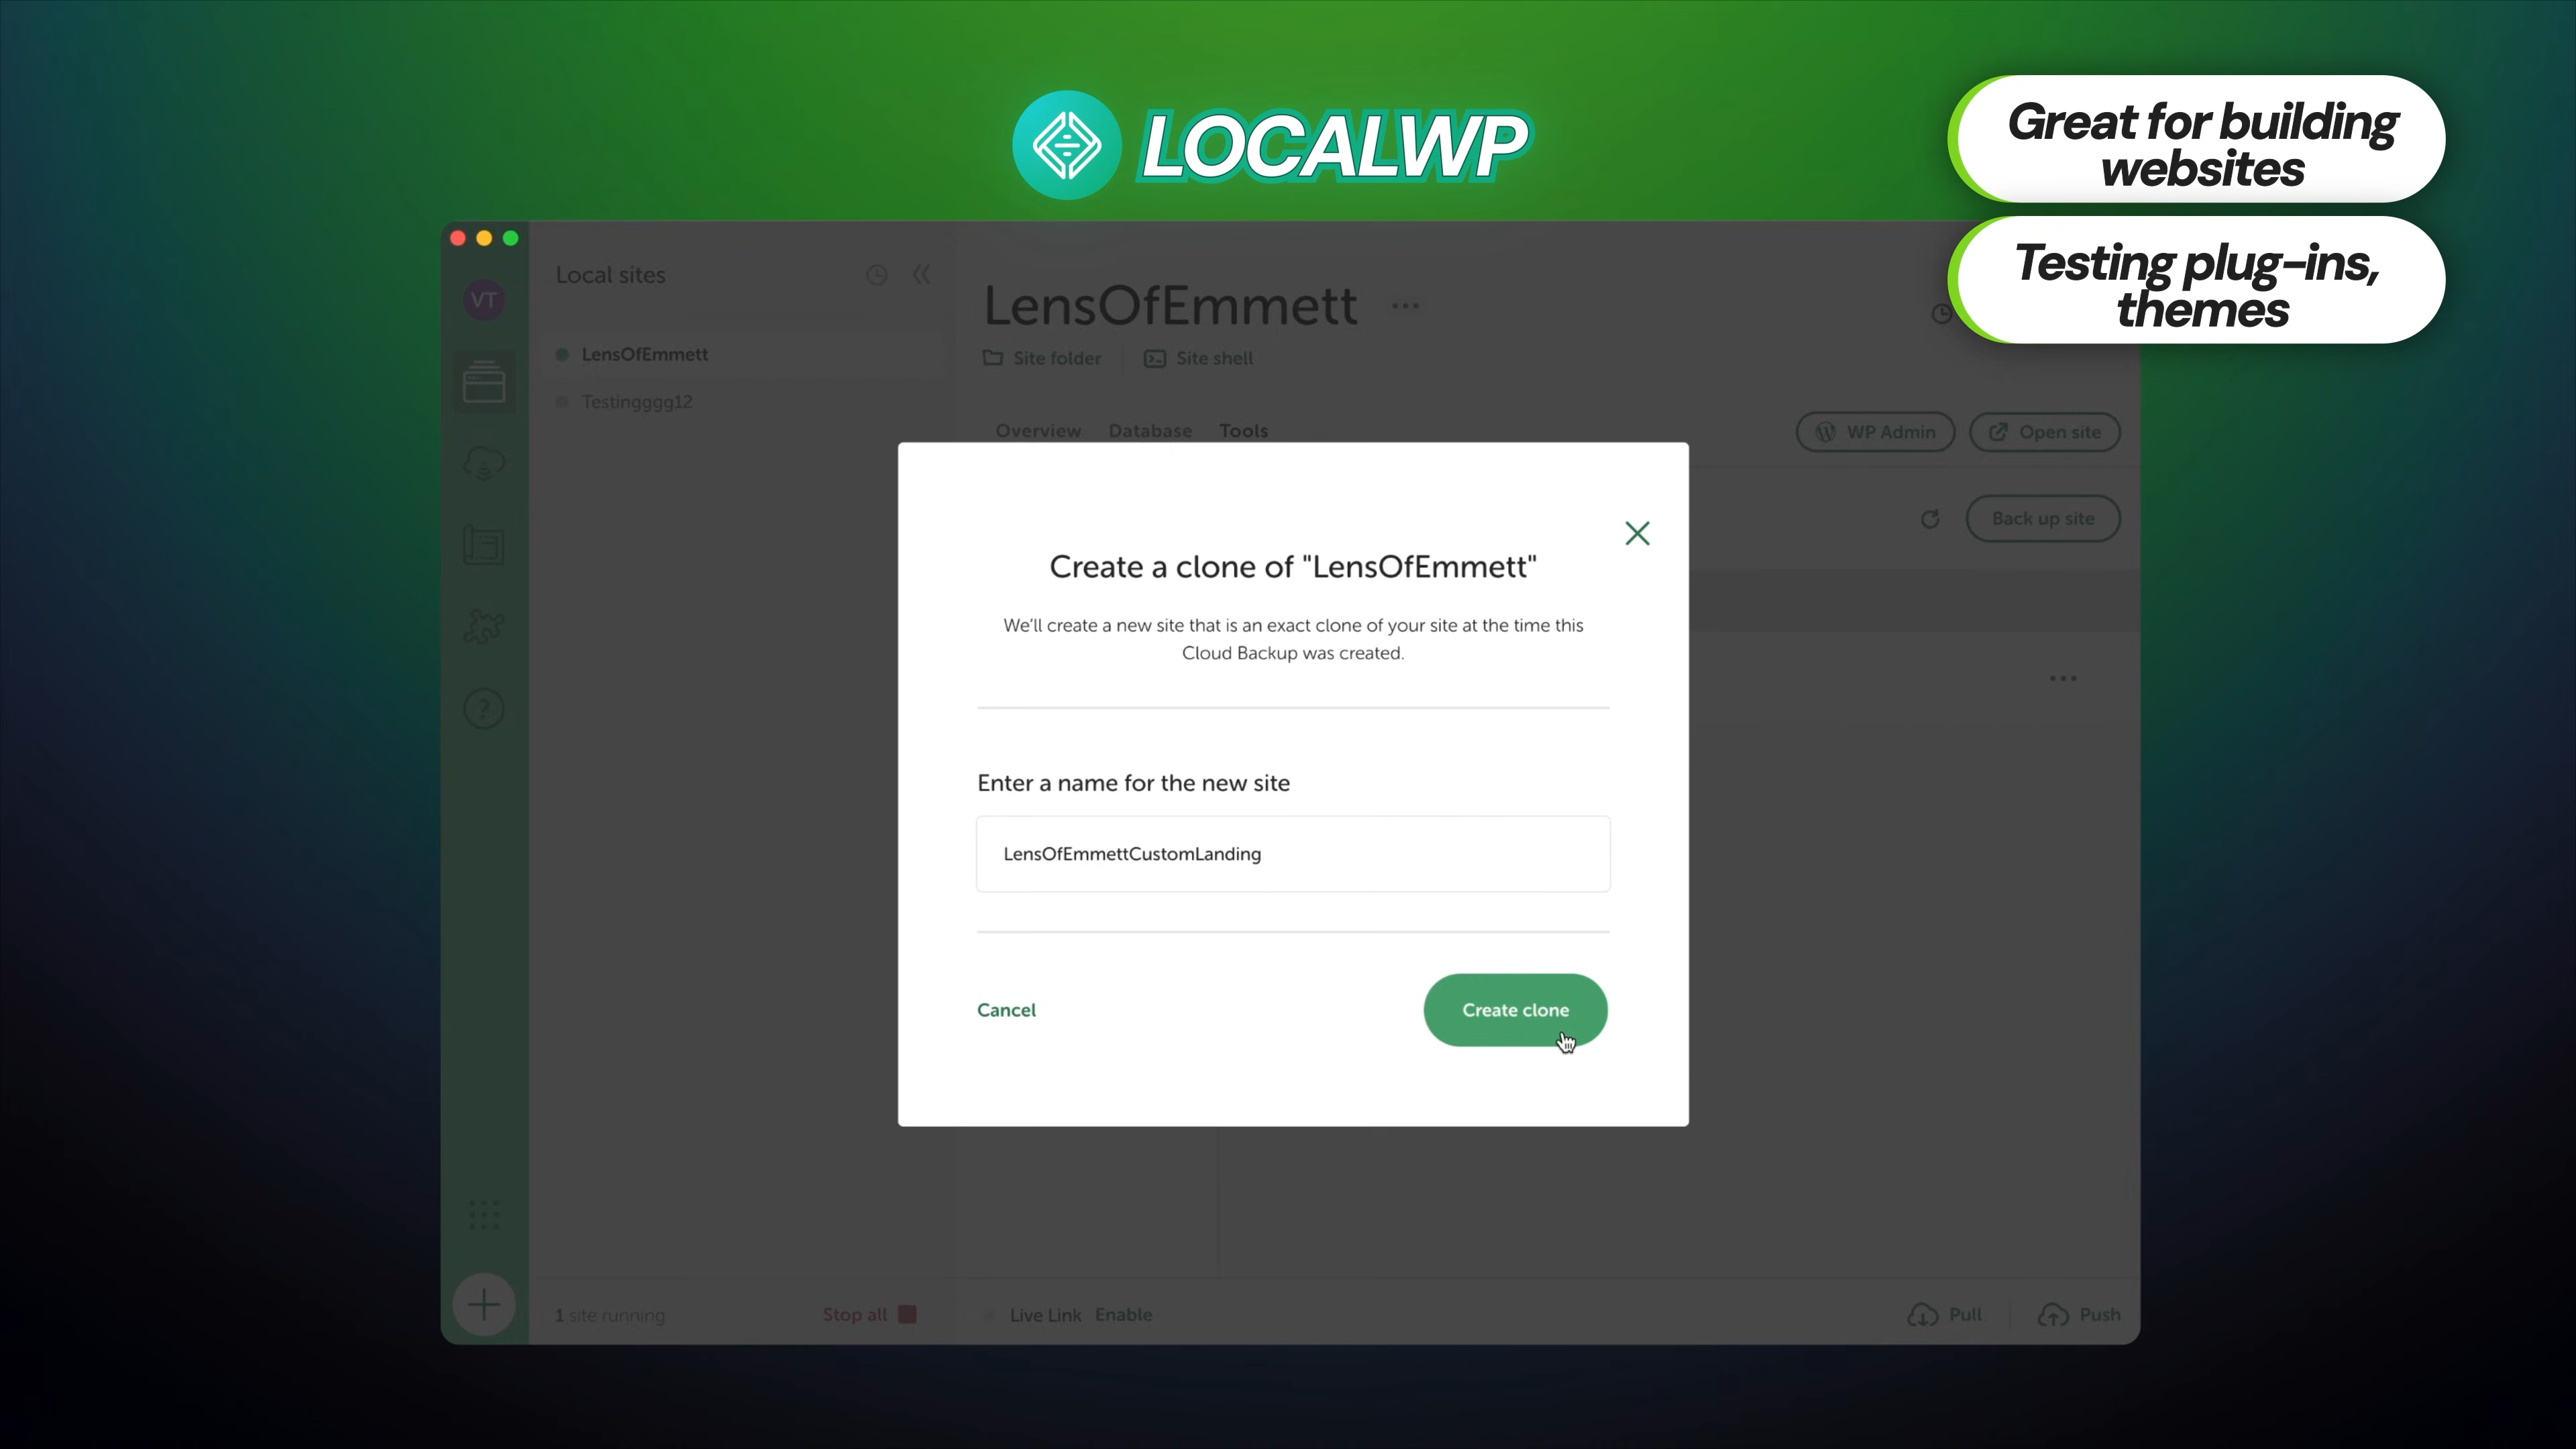 LOCALWP
Great for building
websites
Testing plug-ins,
themes
VT
Local sites
LensOfEmmett
Testingggg12
LensOfEmmett
Site folder
Site shell
Overview
Database
Tools
WP Admin
Open site
Back up site
Create a clone of "LensOfEmmett"
We'll create a new site that is an exact clone of your site at the time this
Cloud Backup was created.
Enter a name for the new site
LensOfEmmettCustomLanding
Cancel
Create clone
1 site running
Stop all
Live Link
Enable
Pull
Push